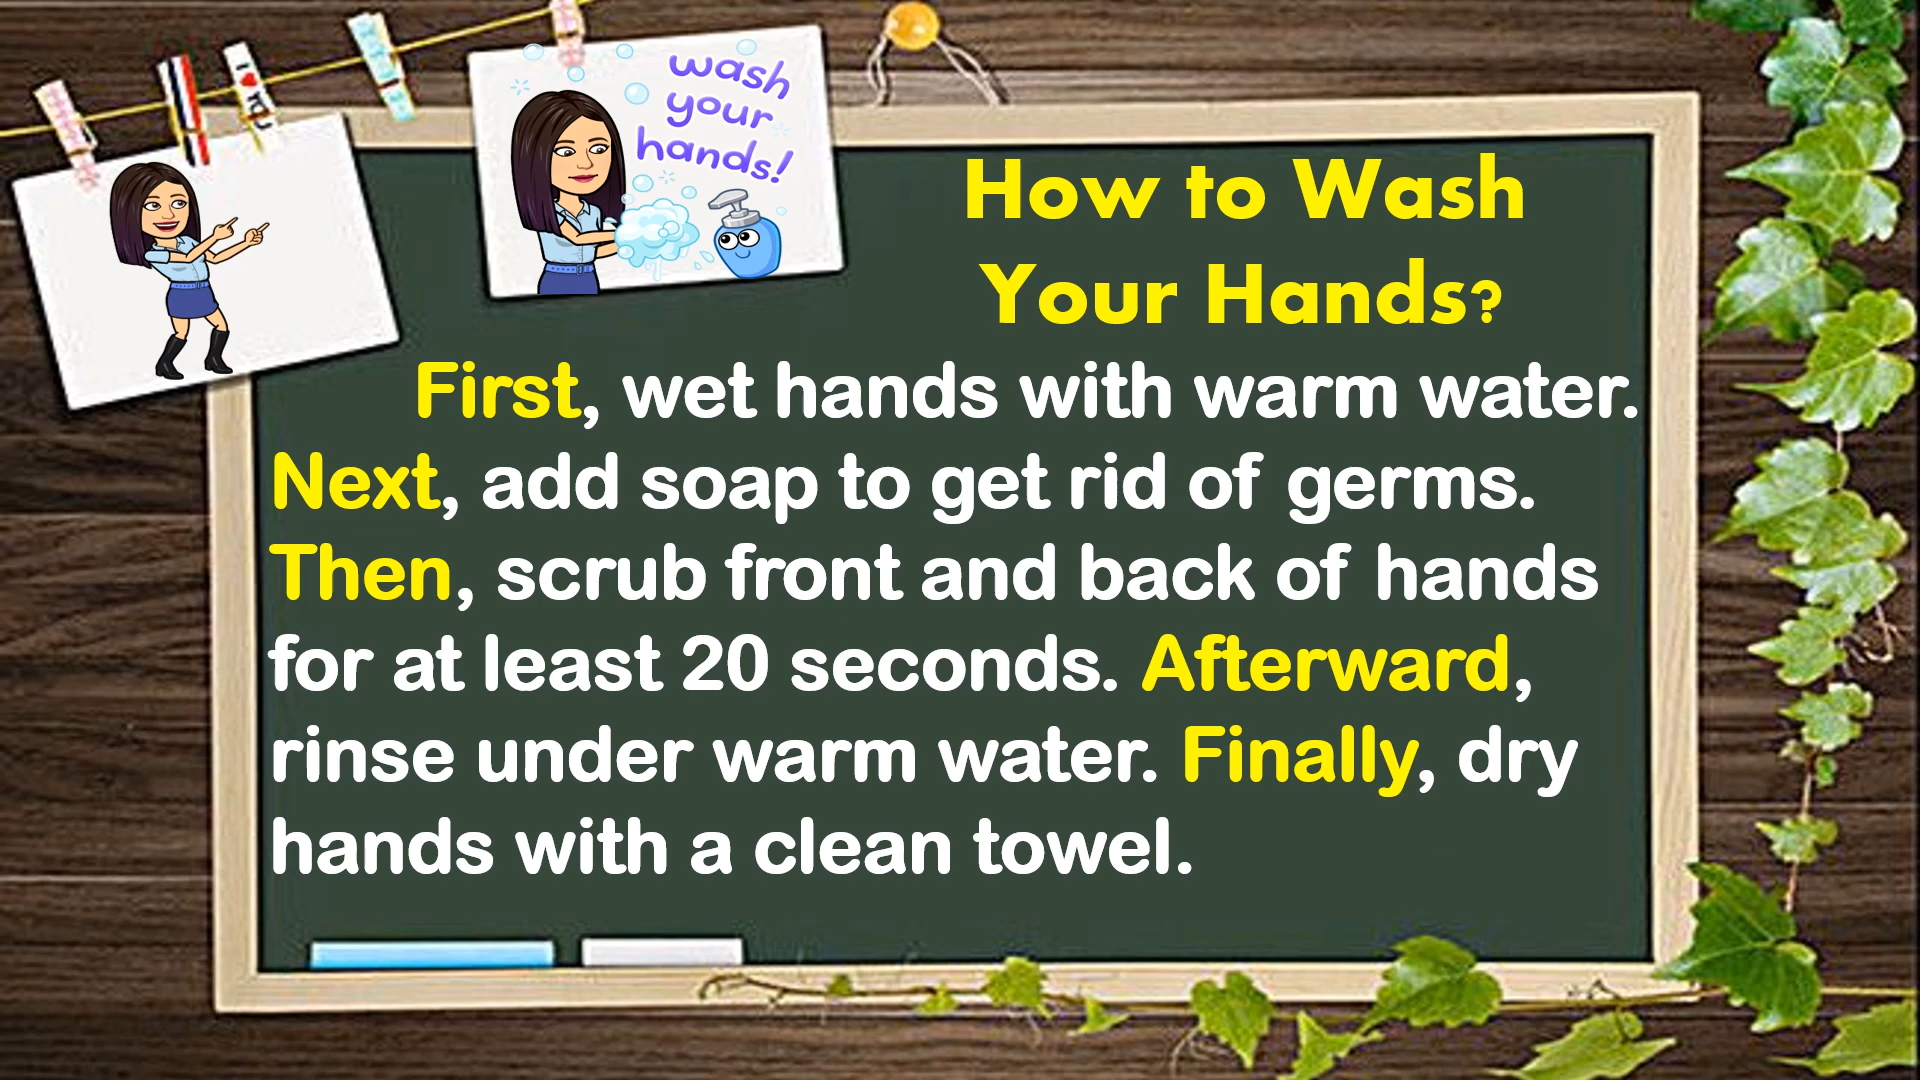 I ♥ YOU
wash
your
hands!
How to Wash
Your Hands?
First, wet hands with warm water.
Next, add soap to get rid of germs.
Then, scrub front and back of hands
for at least 20 seconds. Afterward,
rinse under warm water. Finally, dry
hands with a clean towel.